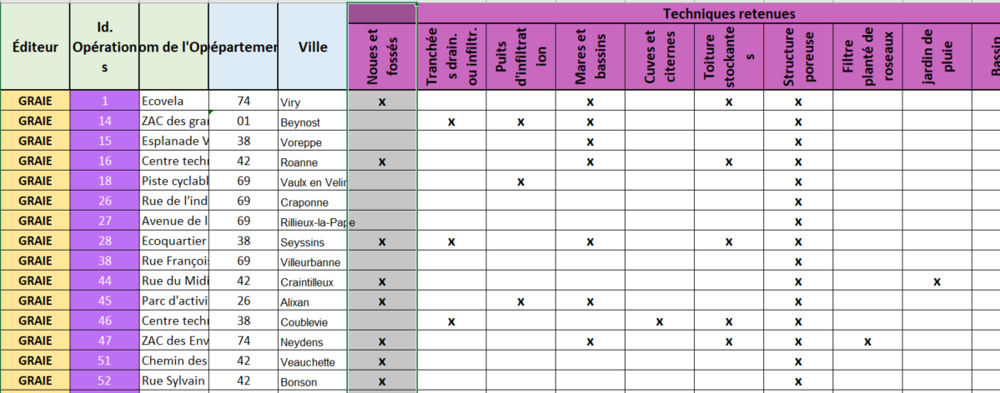 Techniques retenues
Éditeur Id. Opérations om de l'Op épartemen Ville Noues et fossés Tranchées drain. ou infiltr. Puits d'infiltration Mares et bassins Cuves et citernes Toiture stockantes Structure poreuse Filtre planté de roseaux jardin de pluie Bassin
GRAIE 1 Ecovela 74 Viry x x x x
GRAIE 14 ZAC des gra 01 Beynost x x x x
GRAIE 15 Esplanade V 38 Voreppe x x
GRAIE 16 Centre tech 42 Roanne x x x x
GRAIE 18 Piste cyclabl 69 Vaulx en Velin x x
GRAIE 26 Rue de l'ind 69 Craponne x
GRAIE 27 Avenue de l 69 Rillieux-la-Pape x
GRAIE 28 Ecoquartier 38 Seyssins x x x x x
GRAIE 38 Rue Françoi 69 Villeurbanne x
GRAIE 44 Rue du Midi 42 Craintilleux x x x
GRAIE 45 Parc d'activi 26 Alixan x x x x
GRAIE 46 Centre tech 38 Coublevie x x x x
GRAIE 47 ZAC des Env 74 Neydens x x x x x
GRAIE 51 Chemin des 42 Veauchette x x
GRAIE 52 Rue Sylvain 42 Bonson x x